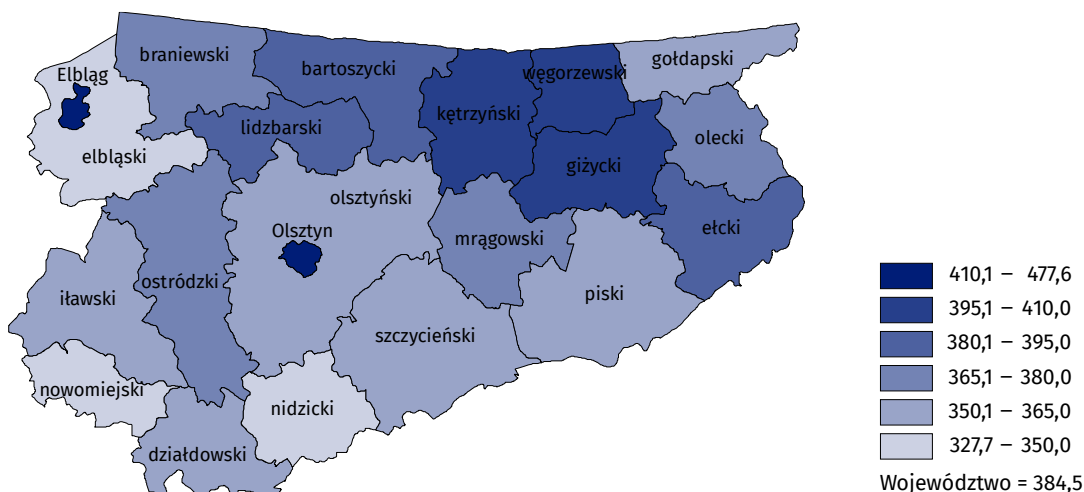 braniewski
bartoszycki
gołdapski
Elbląg
węgorzewski
kętrzyński
lidzbarski
olecki
elbląski
giżycki
olsztyński
Olsztyn
mrągowski
ełcki
ostródzki
iławski
piski
szczycieński
nowomiejski
nidzicki
działdowski
410,1 – 477,6
395,1 – 410,0
380,1 – 395,0
365,1 – 380,0
350,1 – 365,0
327,7 – 350,0
Województwo = 384,5